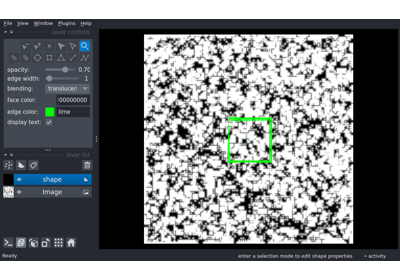 File View Window Plugins Help
layer controls
opacity: 0.70
edge width: 1
blending: translucen
face color: 00000000
edge color: lime
display text:
layer list
shape
Image
Ready enter a selection mode to edit shape properties activity